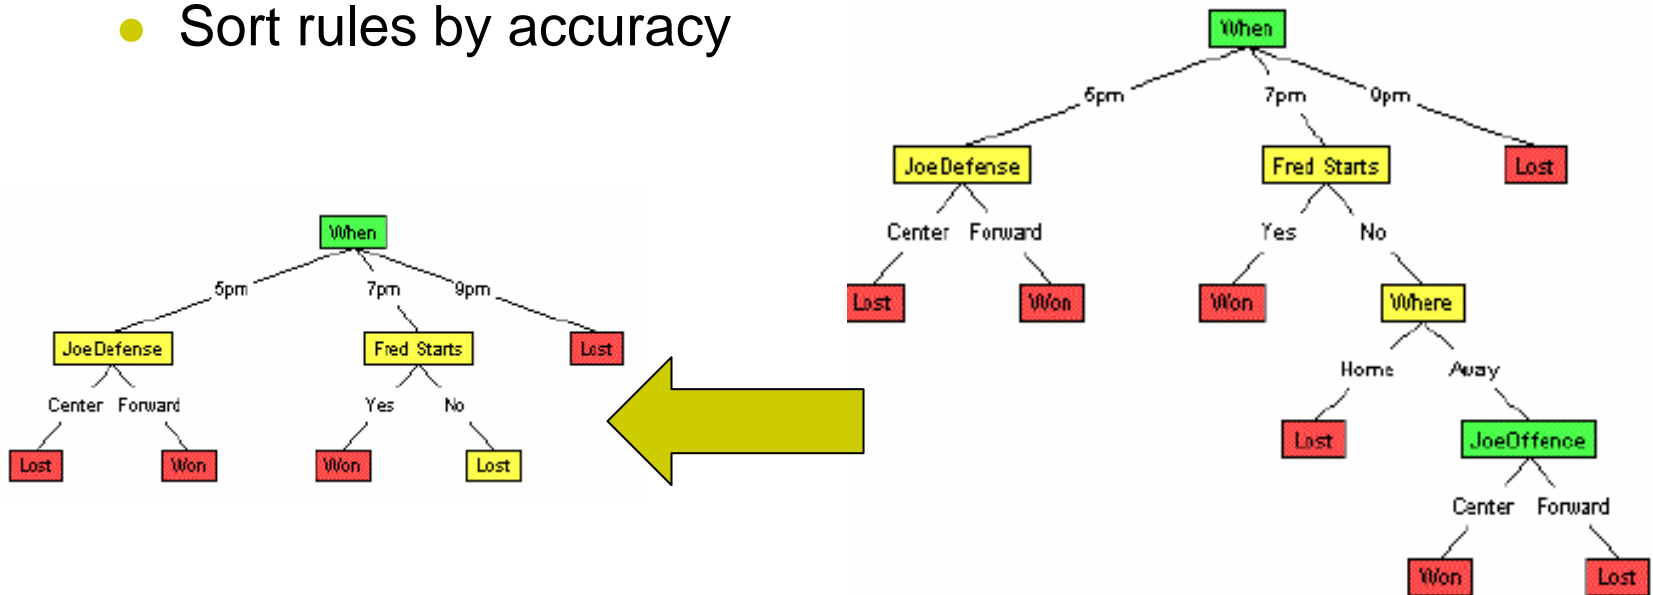 Sort rules by accuracy
When
5pm 7pm 9pm
JoeDefense Fred Starts Lost
Center Forward Yes No
Lost Won Won Lost
When
5pm 7pm 9pm
JoeDefense Fred Starts Lost
Center Forward Yes No
Lost Won Won Where
Home Away
Lost JoeOffence
Center Forward
Won Lost